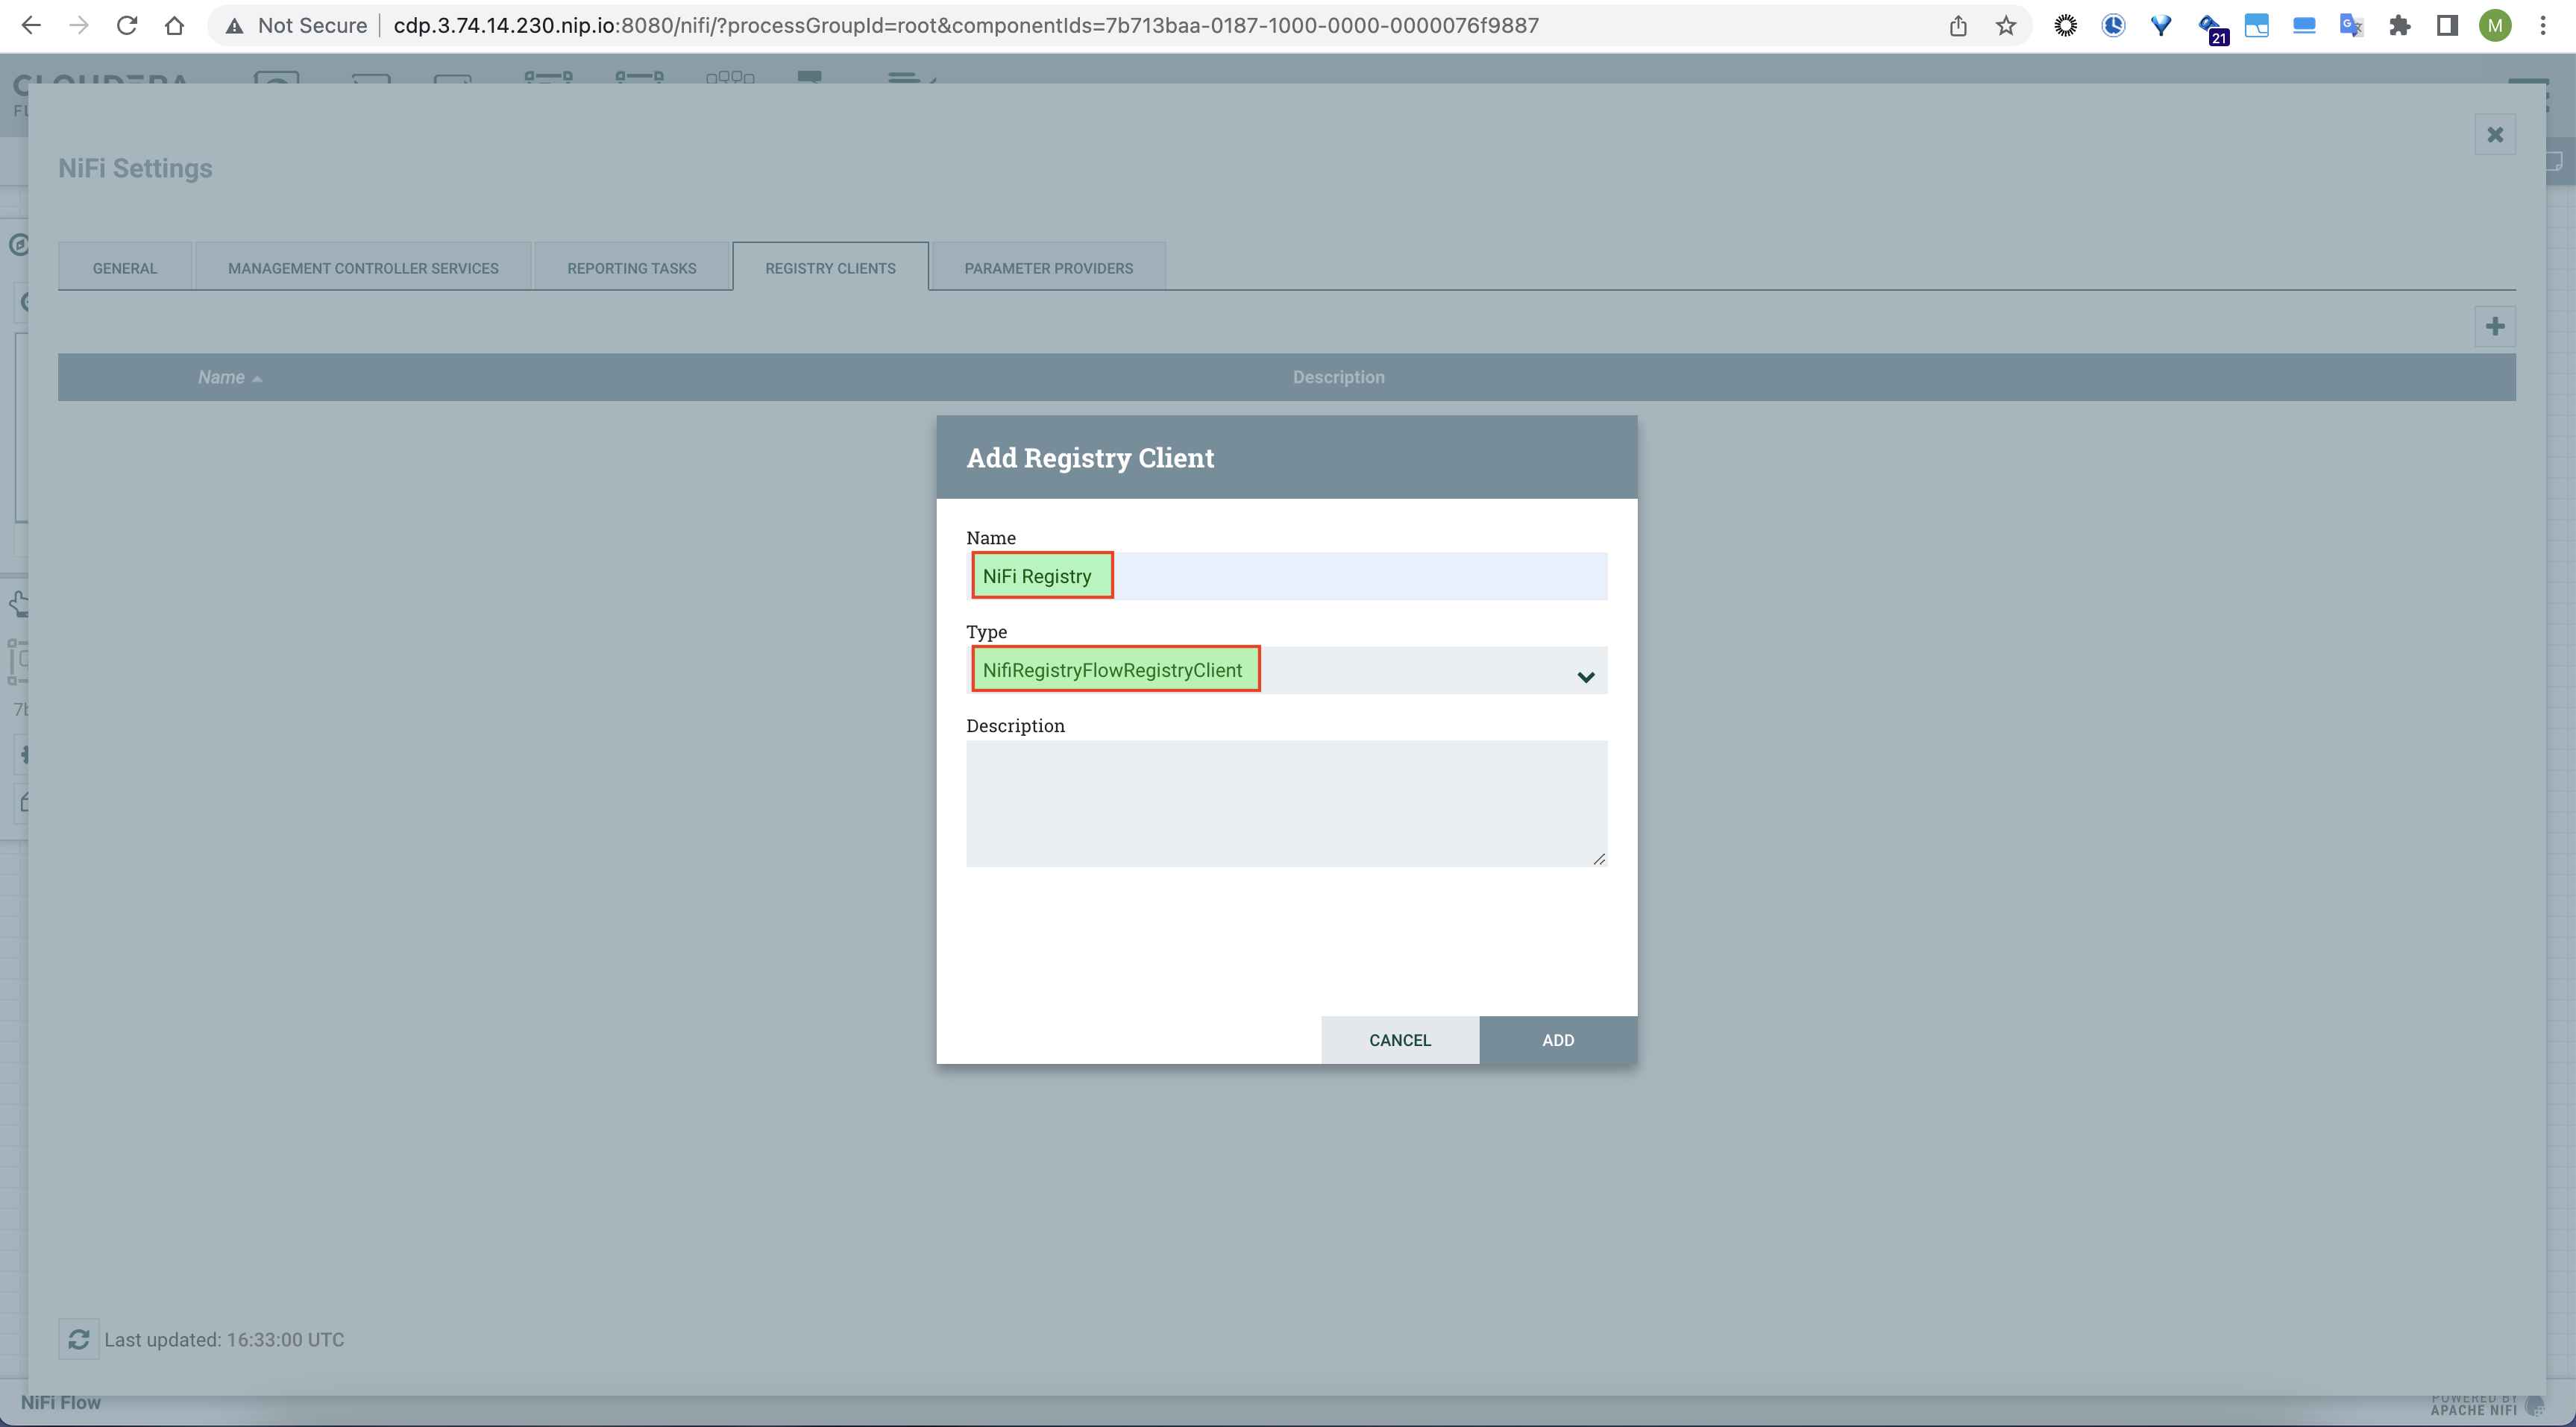 Not Secure cdp.3.74.14.230.nip.io:8080/nifi/?processGroupId=root&componentIds=7b713baa-0187-1000-0000-0000076f9887
21
M
NiFi Settings
GENERAL
MANAGEMENT CONTROLLER SERVICES
REPORTING TASKS
REGISTRY CLIENTS
PARAMETER PROVIDERS
Name
Description
Add Registry Client
Name
NiFi Registry
Type
NifiRegistryFlowRegistryClient
Description
CANCEL
ADD
Last updated: 16:33:00 UTC
NiFi Flow
POWERED BY
APACHE NIFI